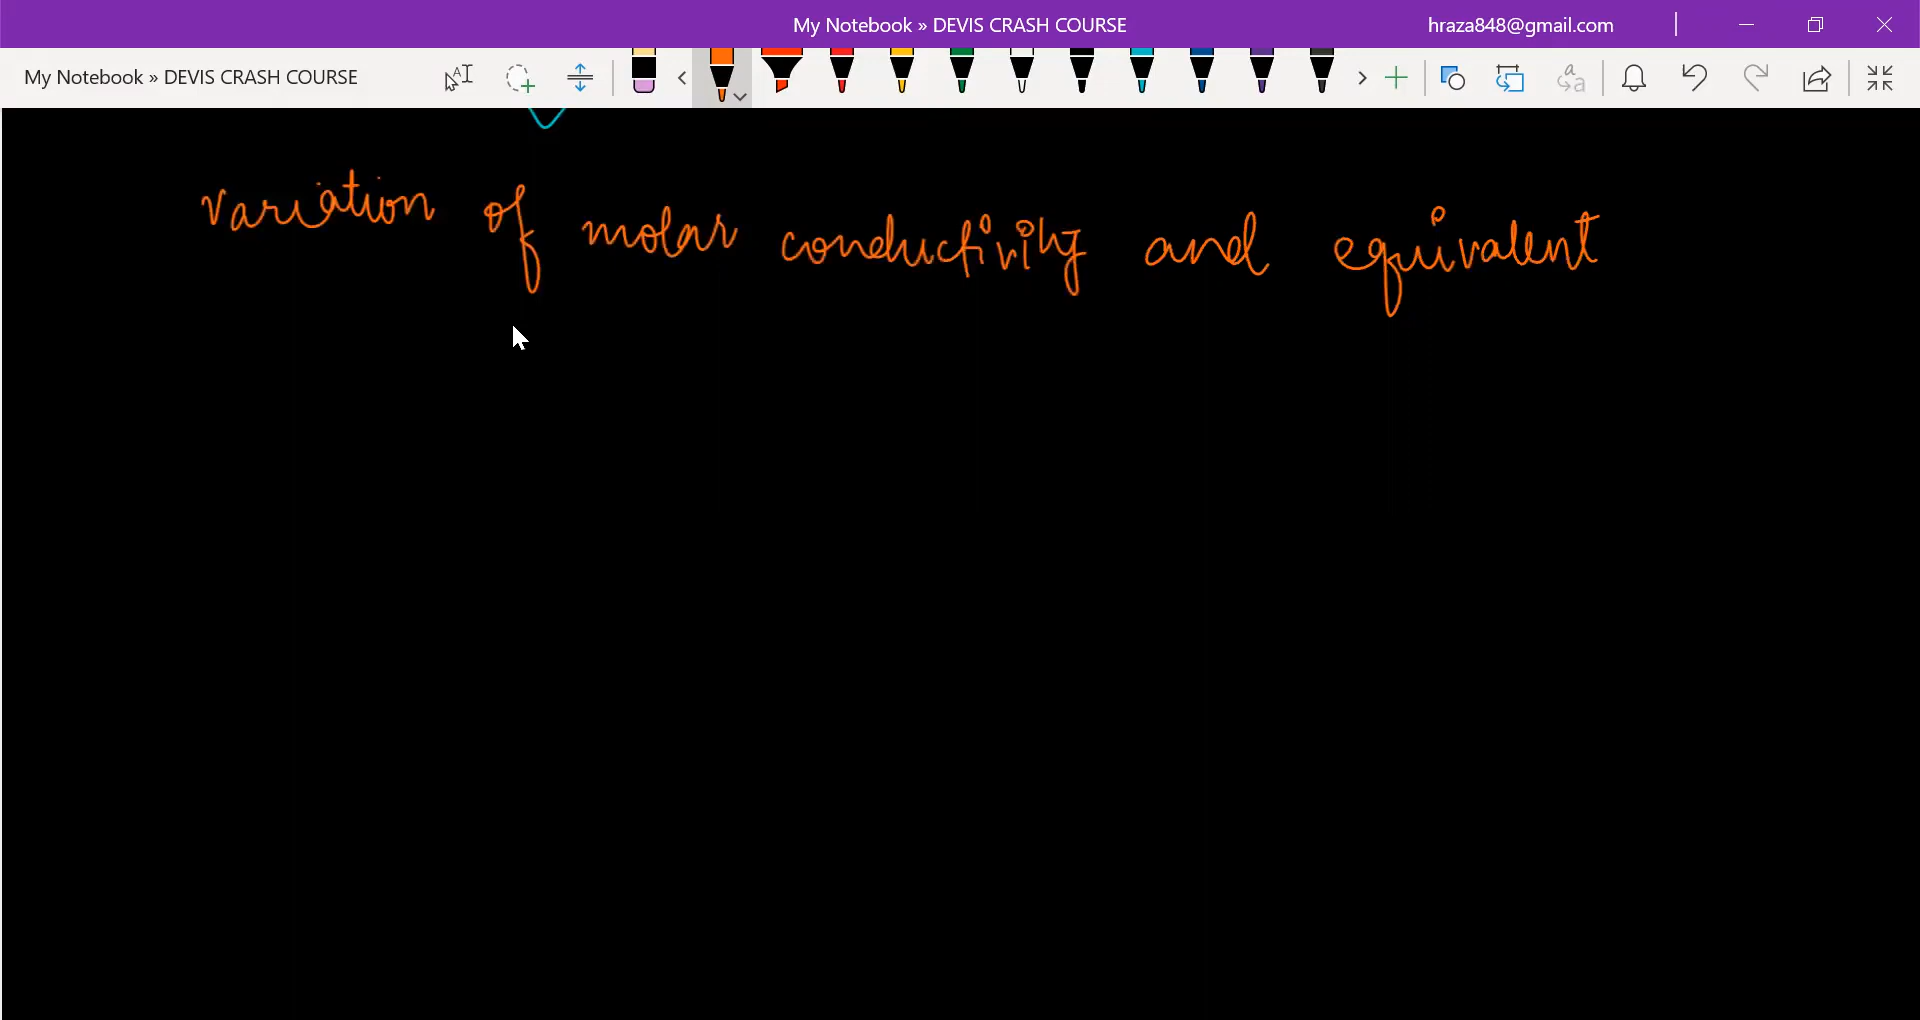 My Notebook » DEVIS CRASH COURSE
hraza848@gmail.com
My Notebook » DEVIS CRASH COURSE
variation of molar conductivity and equivalent